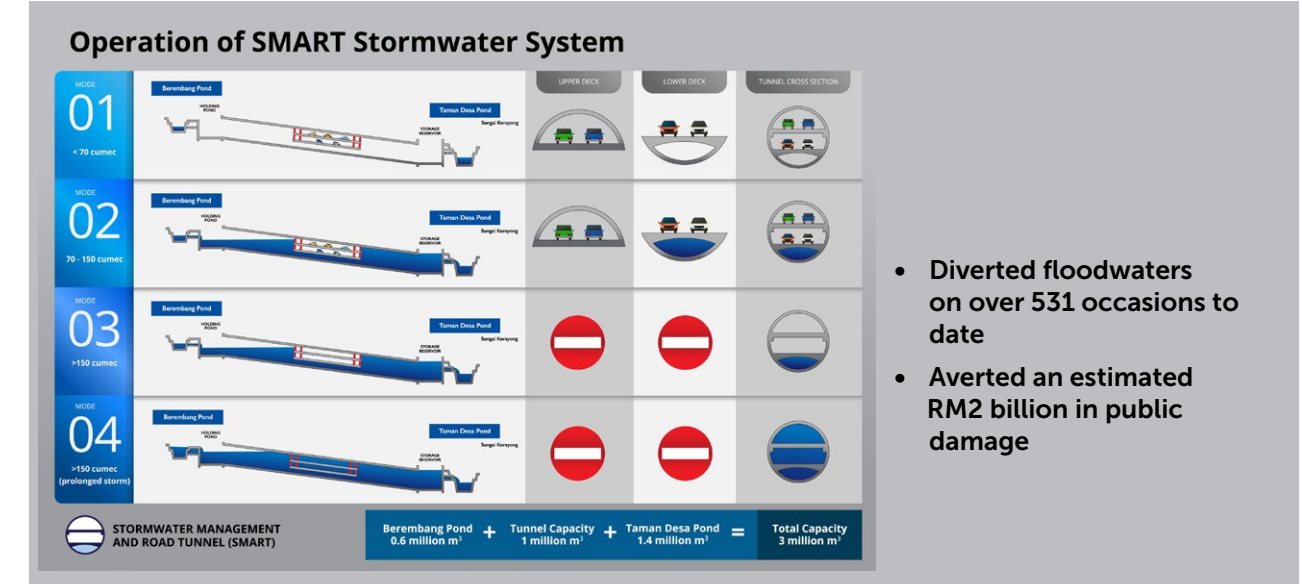 Operation of SMART Stormwater System
UPPER DECK
LOWER DECK
TUNNEL CROSS SECTION
MODE
01
< 70 cumec
Berembang Pond
HOLDING
POND
Taman Desa Pond
Sungai Kerayong
STORAGE
RESERVOIR
MODE
02
70 - 150 cumec
Berembang Pond
HOLDING
POND
Taman Desa Pond
Sungai Kerayong
STORAGE
RESERVOIR
MODE
03
>150 cumec
Berembang Pond
HOLDING
POND
Taman Desa Pond
Sungai Kerayong
STORAGE
RESERVOIR
MODE
04
>150 cumec
(prolonged storm)
Berembang Pond
HOLDING
POND
Taman Desa Pond
Sungai Kerayong
STORAGE
RESERVOIR
STORMWATER MANAGEMENT
AND ROAD TUNNEL (SMART)
Berembang Pond
0.6 million m³
+
Tunnel Capacity
1 million m³
+
Taman Desa Pond
1.4 million m³
=
Total Capacity
3 million m³
• Diverted floodwaters
on over 531 occasions to
date
• Averted an estimated
RM2 billion in public
damage